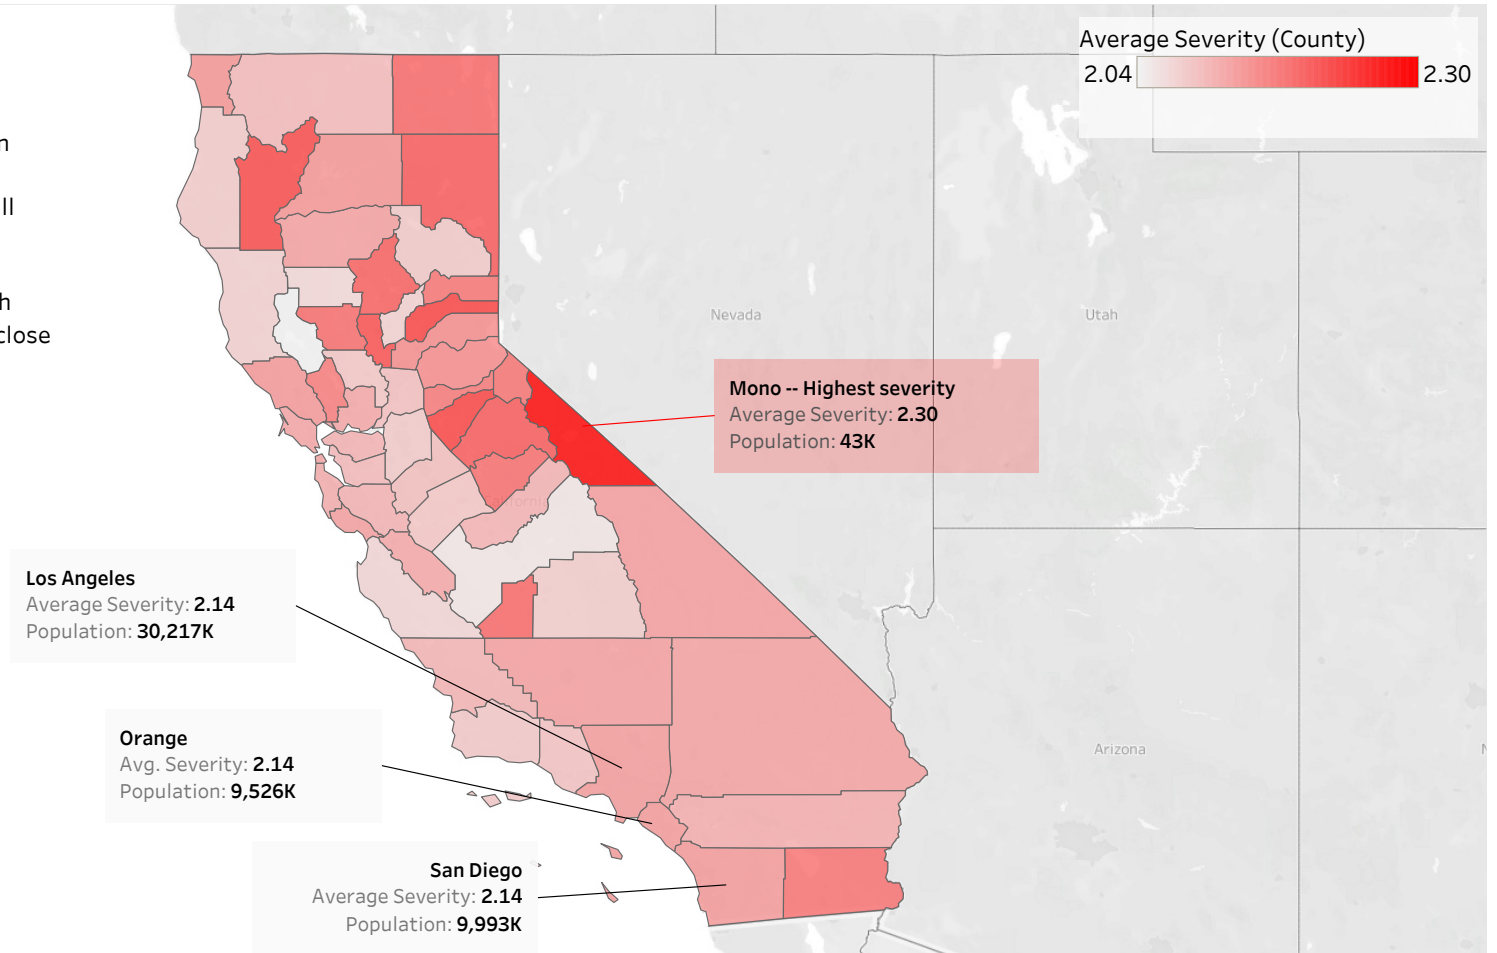 Average Severity (County)
2.04 2.30
n
ll
h
close
Nevada
Utah
Mono -- Highest severity
Average Severity: 2.30
Population: 43K
California
Los Angeles
Average Severity: 2.14
Population: 30,217K
Orange
Avg. Severity: 2.14
Population: 9,526K
Arizona
N
San Diego
Average Severity: 2.14
Population: 9,993K